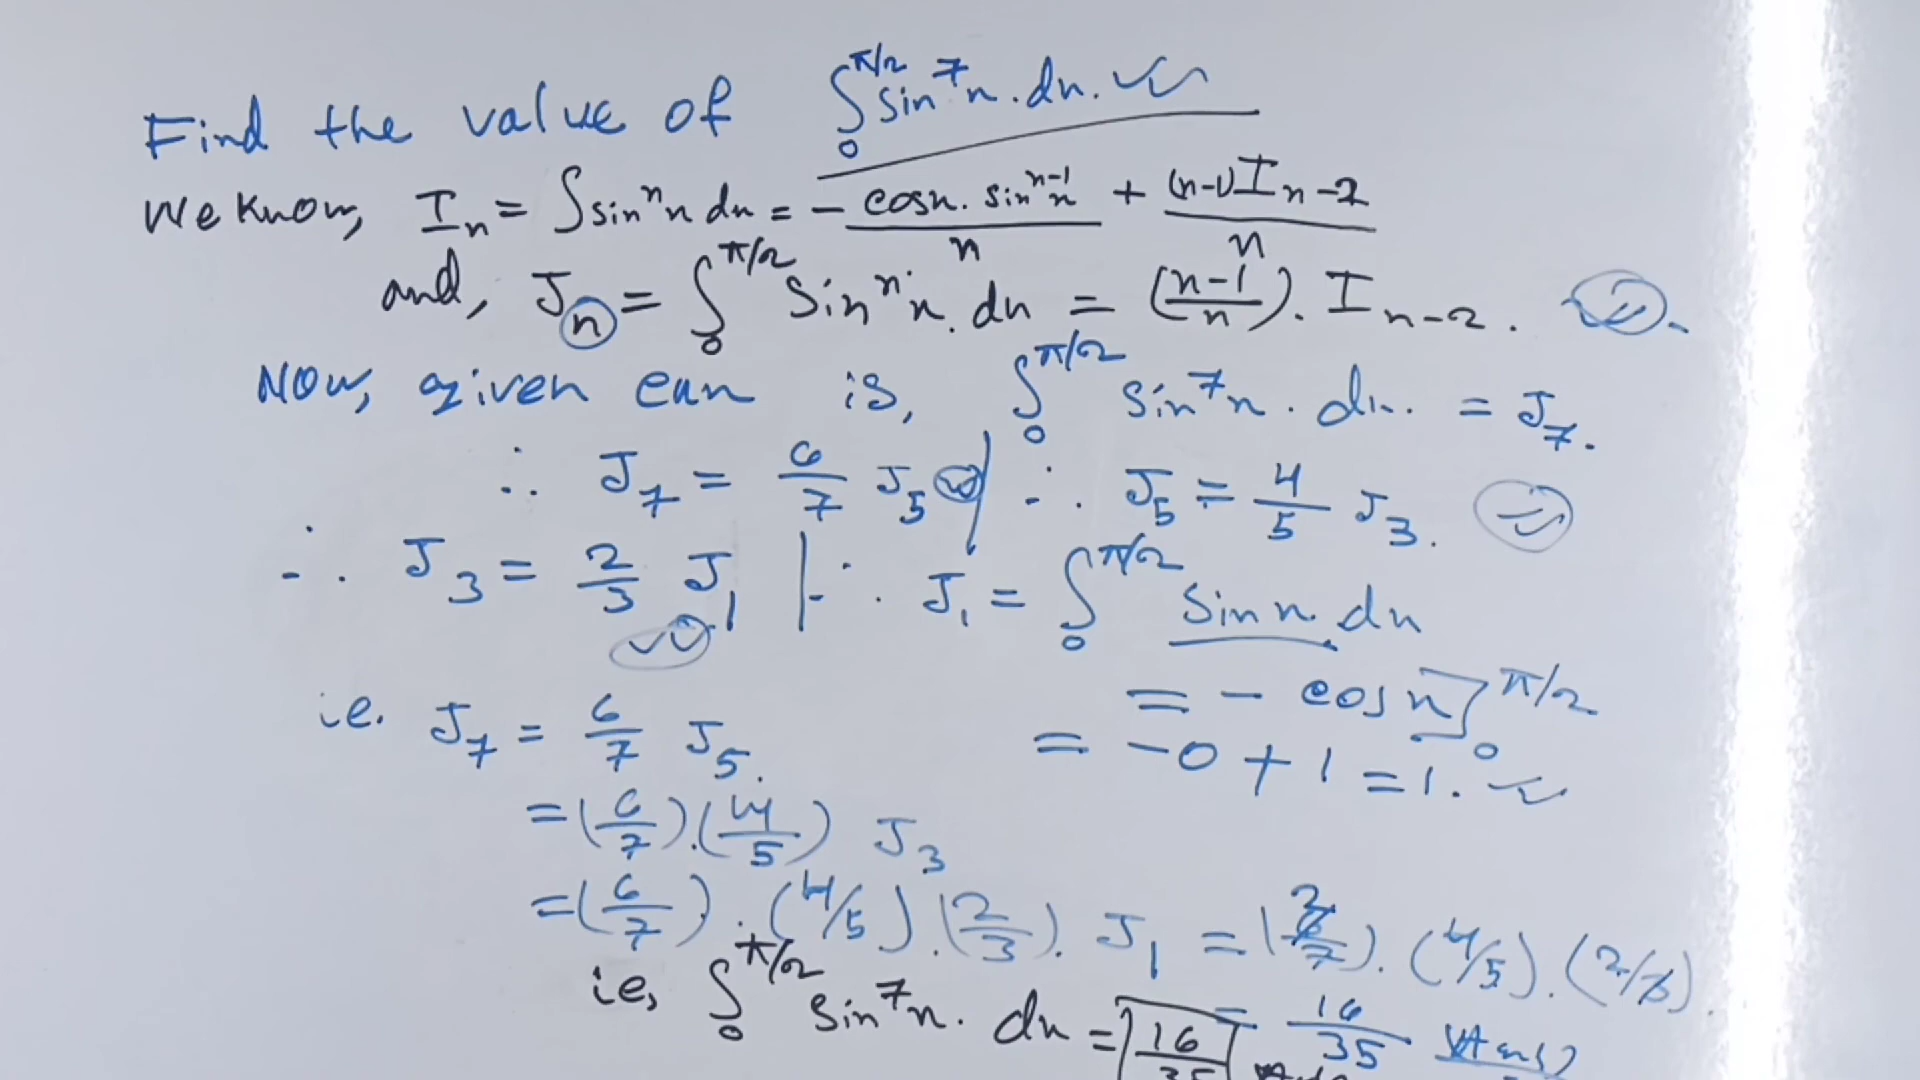 Find the value of ∫₀^{π/2} sin⁷x.dx.
We know, Iₙ = ∫sinⁿx dx = - cosx. sinⁿ⁻¹x / n + (n-1)Iₙ₋₂ / n
and, Jₙ = ∫₀^{π/2} Sinⁿx. dx = (n-1/n). Iₙ₋₂.
Now, given eqn is, ∫₀^{π/2} sin⁷x. dx. = J₇.
∴ J₇ = 6/7 J₅ | ∴ J₅ = 4/5 J₃.
∴ J₃ = 2/3 J₁ | ∴ J₁ = ∫₀^{π/2} Sinx.dx
= - cosx]₀^{π/2}
= -0 + 1 = 1.
i.e. J₇ = 6/7 J₅.
= (6/7).(4/5) J₃
= (6/7).(4/5).(2/3). J₁ = (2/7).(4/5).(2/3).
= 16/35 (Ans)
ie, ∫₀^{π/2} Sin⁷x. dx = 16/35